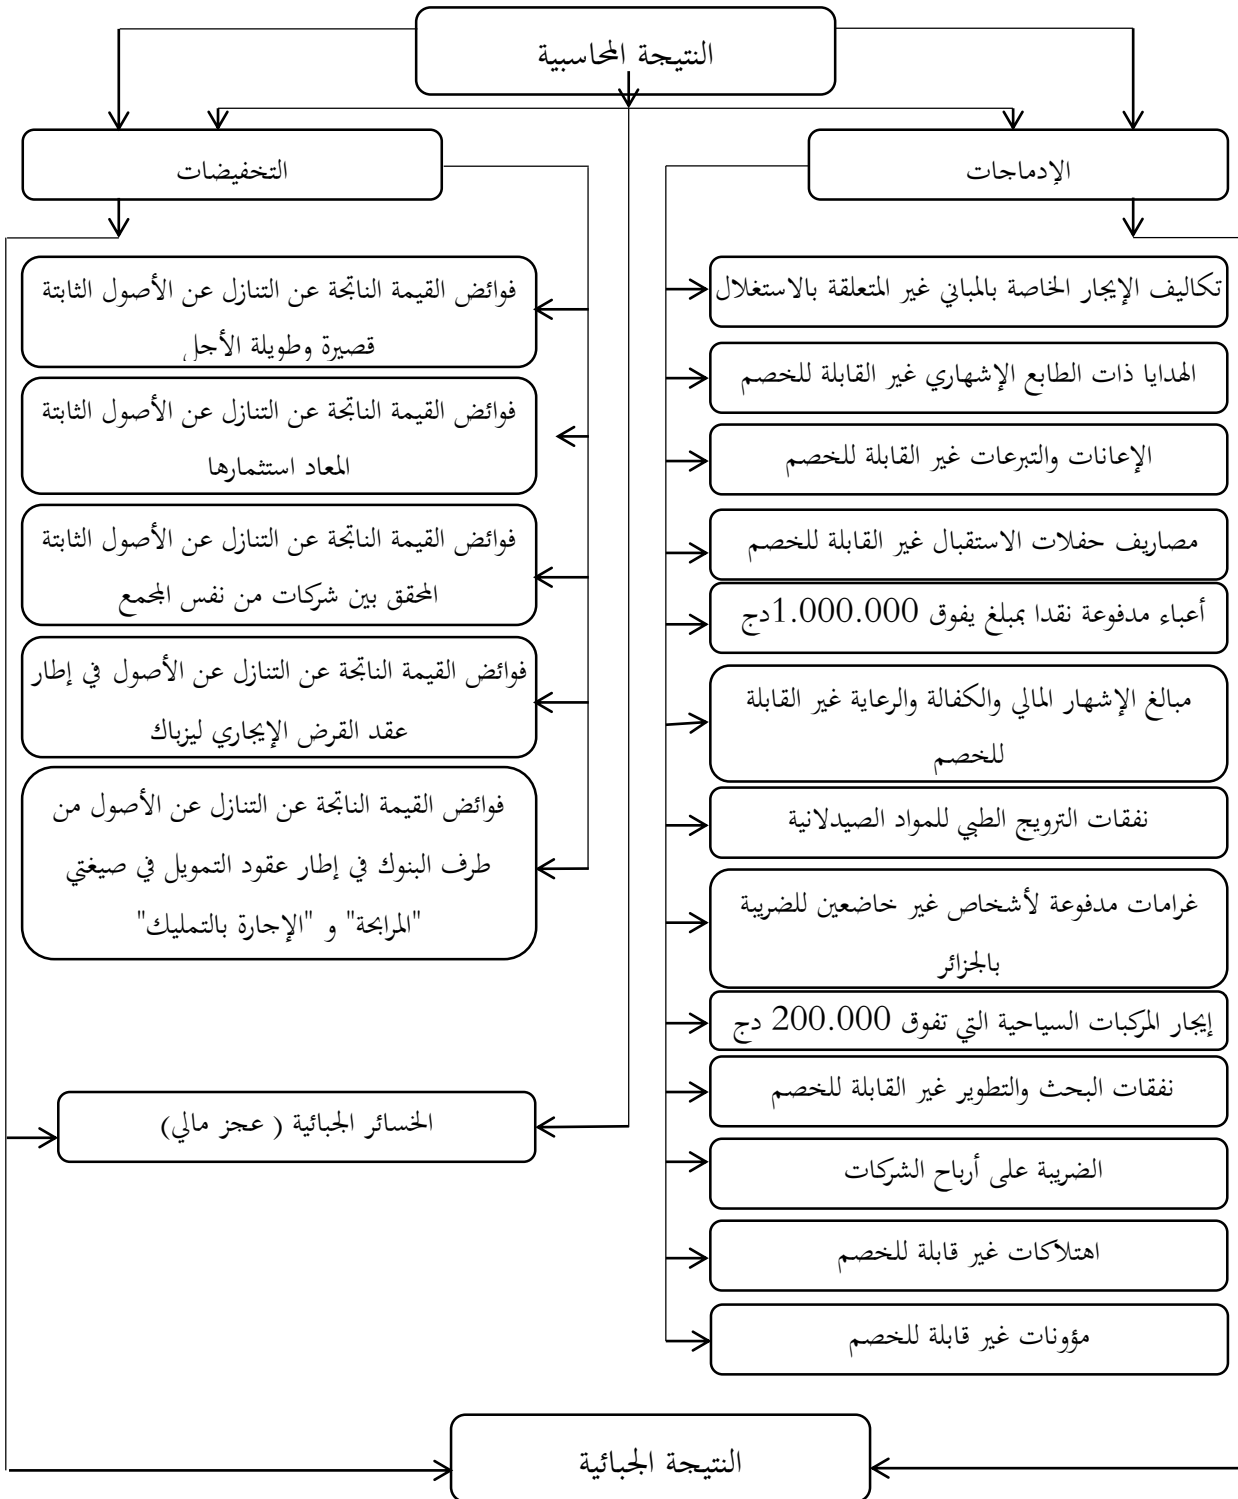 النتيجة المحاسبية
الإدماجات
تكاليف الإيجار الخاصة بالمباني غير المتعلقة بالاستغلال
الهدايا ذات الطابع الإشهاري غير القابلة للخصم
الإعانات والتبرعات غير القابلة للخصم
مصاريف حفلات الاستقبال غير القابلة للخصم
أعباء مدفوعة نقدا بمبلغ يفوق 1.000.000دج
مبالغ الإشهار المالي والكفالة والرعاية غير القابلة
للخصم
نفقات الترويج الطبي للمواد الصيدلانية
غرامات مدفوعة لأشخاص غير خاضعين للضريبة
بالجزائر
إيجار المركبات السياحية التي تفوق 200.000 دج
نفقات البحث والتطوير غير القابلة للخصم
الضريبة على أرباح الشركات
اهتلاكات غير قابلة للخصم
مؤونات غير قابلة للخصم
التخفيضات
فوائض القيمة الناتجة عن التنازل عن الأصول الثابتة
قصيرة وطويلة الأجل
فوائض القيمة الناتجة عن التنازل عن الأصول الثابتة
المعاد استثمارها
فوائض القيمة الناتجة عن التنازل عن الأصول الثابتة
المحقق بين شركات من نفس المجمع
فوائض القيمة الناتجة عن التنازل عن الأصول في إطار
عقد القرض الإيجاري ليزباك
فوائض القيمة الناتجة عن التنازل عن الأصول من
طرف البنوك في إطار عقود التمويل في صيغتي
"المرابحة" و "الإجارة بالتمليك"
الخسائر الجبائية ( عجز مالي)
النتيجة الجبائية